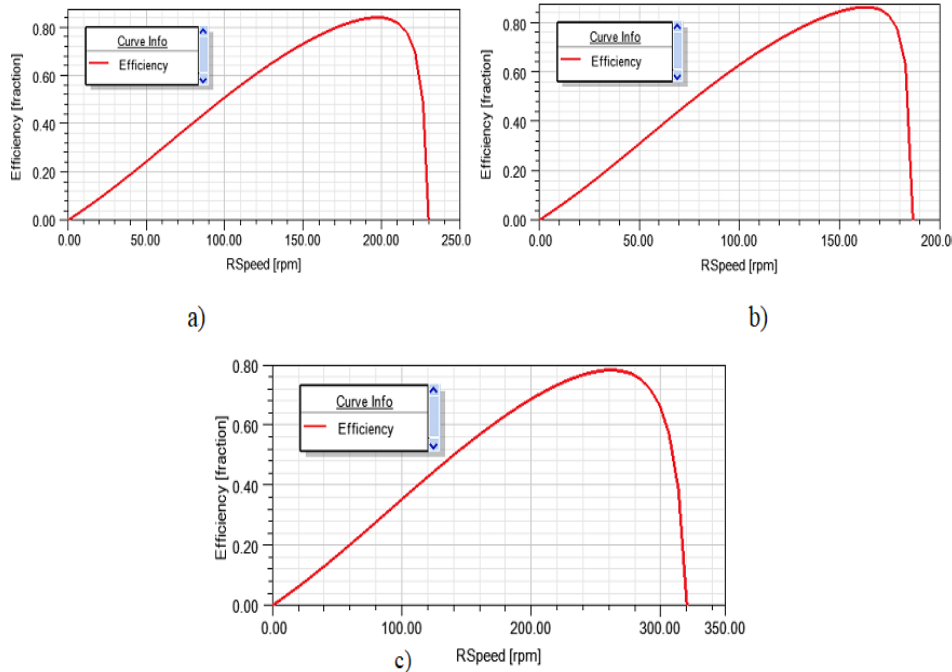 0.80
0.60
0.40
0.20
0.00
Efficiency [fraction]
Curve Info
Efficiency
0.00 50.00 100.00 150.00 200.00 250.0
RSpeed [rpm]
a)
0.80
0.60
0.40
0.20
0.00
Efficiency [fraction]
Curve Info
Efficiency
0.00 50.00 100.00 150.00 200.0
RSpeed [rpm]
b)
0.80
0.60
0.40
0.20
0.00
Efficiency [fraction]
Curve Info
Efficiency
0.00 100.00 200.00 300.00 350.00
RSpeed [rpm]
c)